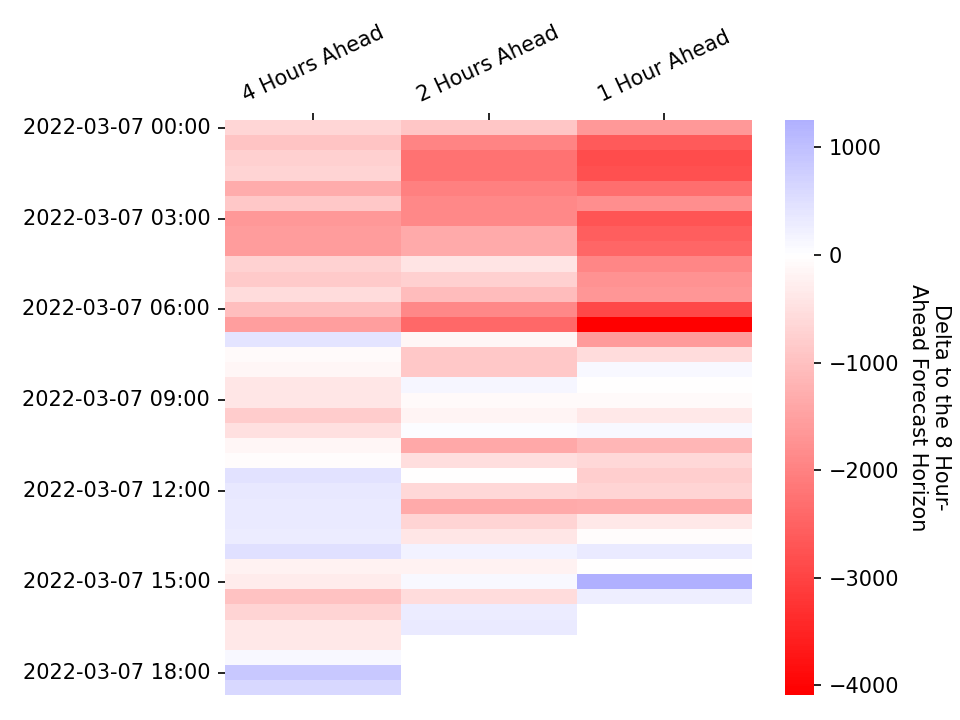 4 Hours Ahead
2 Hours Ahead
1 Hour Ahead
2022-03-07 00:00
2022-03-07 03:00
2022-03-07 06:00
2022-03-07 09:00
2022-03-07 12:00
2022-03-07 15:00
2022-03-07 18:00
1000
0
−1000
−2000
−3000
−4000
Delta to the 8 Hour-
Ahead Forecast Horizon